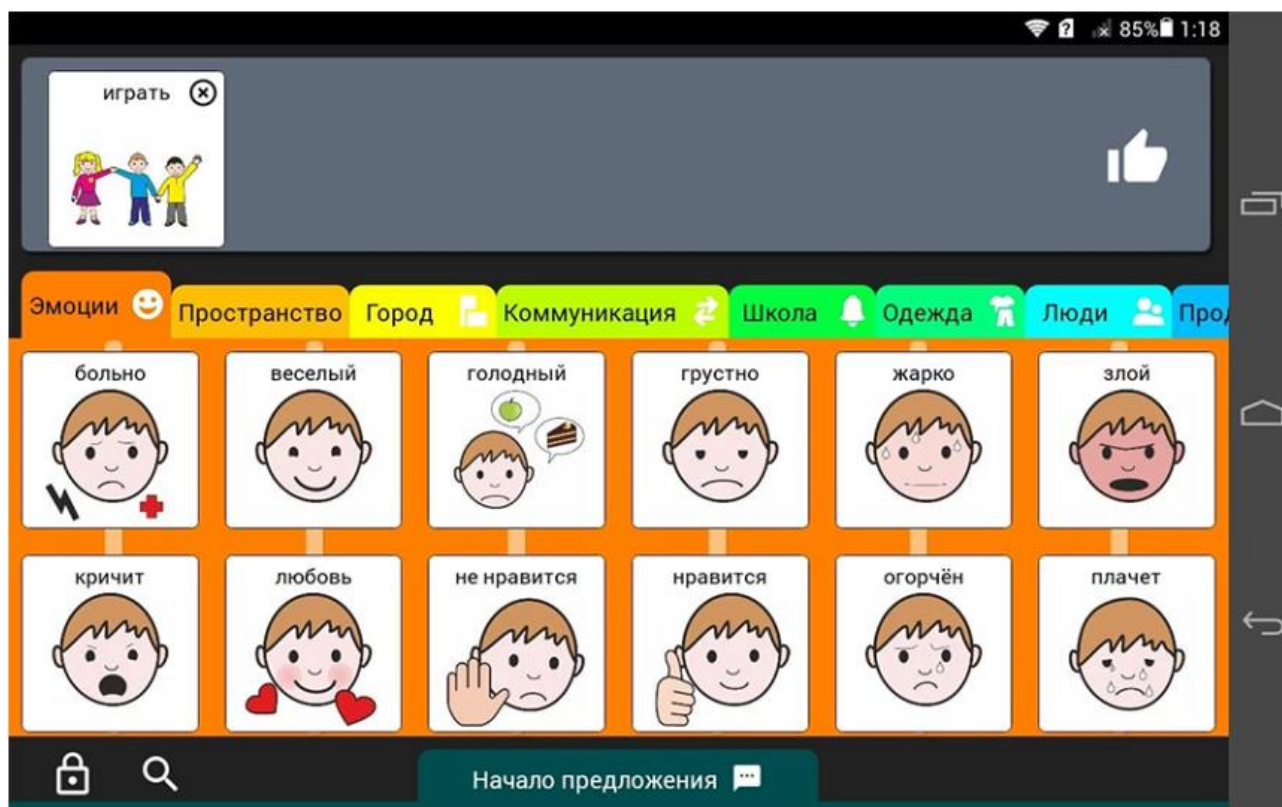 85% 1:18
играть
Эмоции Пространство Город Коммуникация Школа Одежда Люди Прод
больно веселый голодный грустно жарко злой
кричит любовь не нравится нравится огорчён плачет
Начало предложения